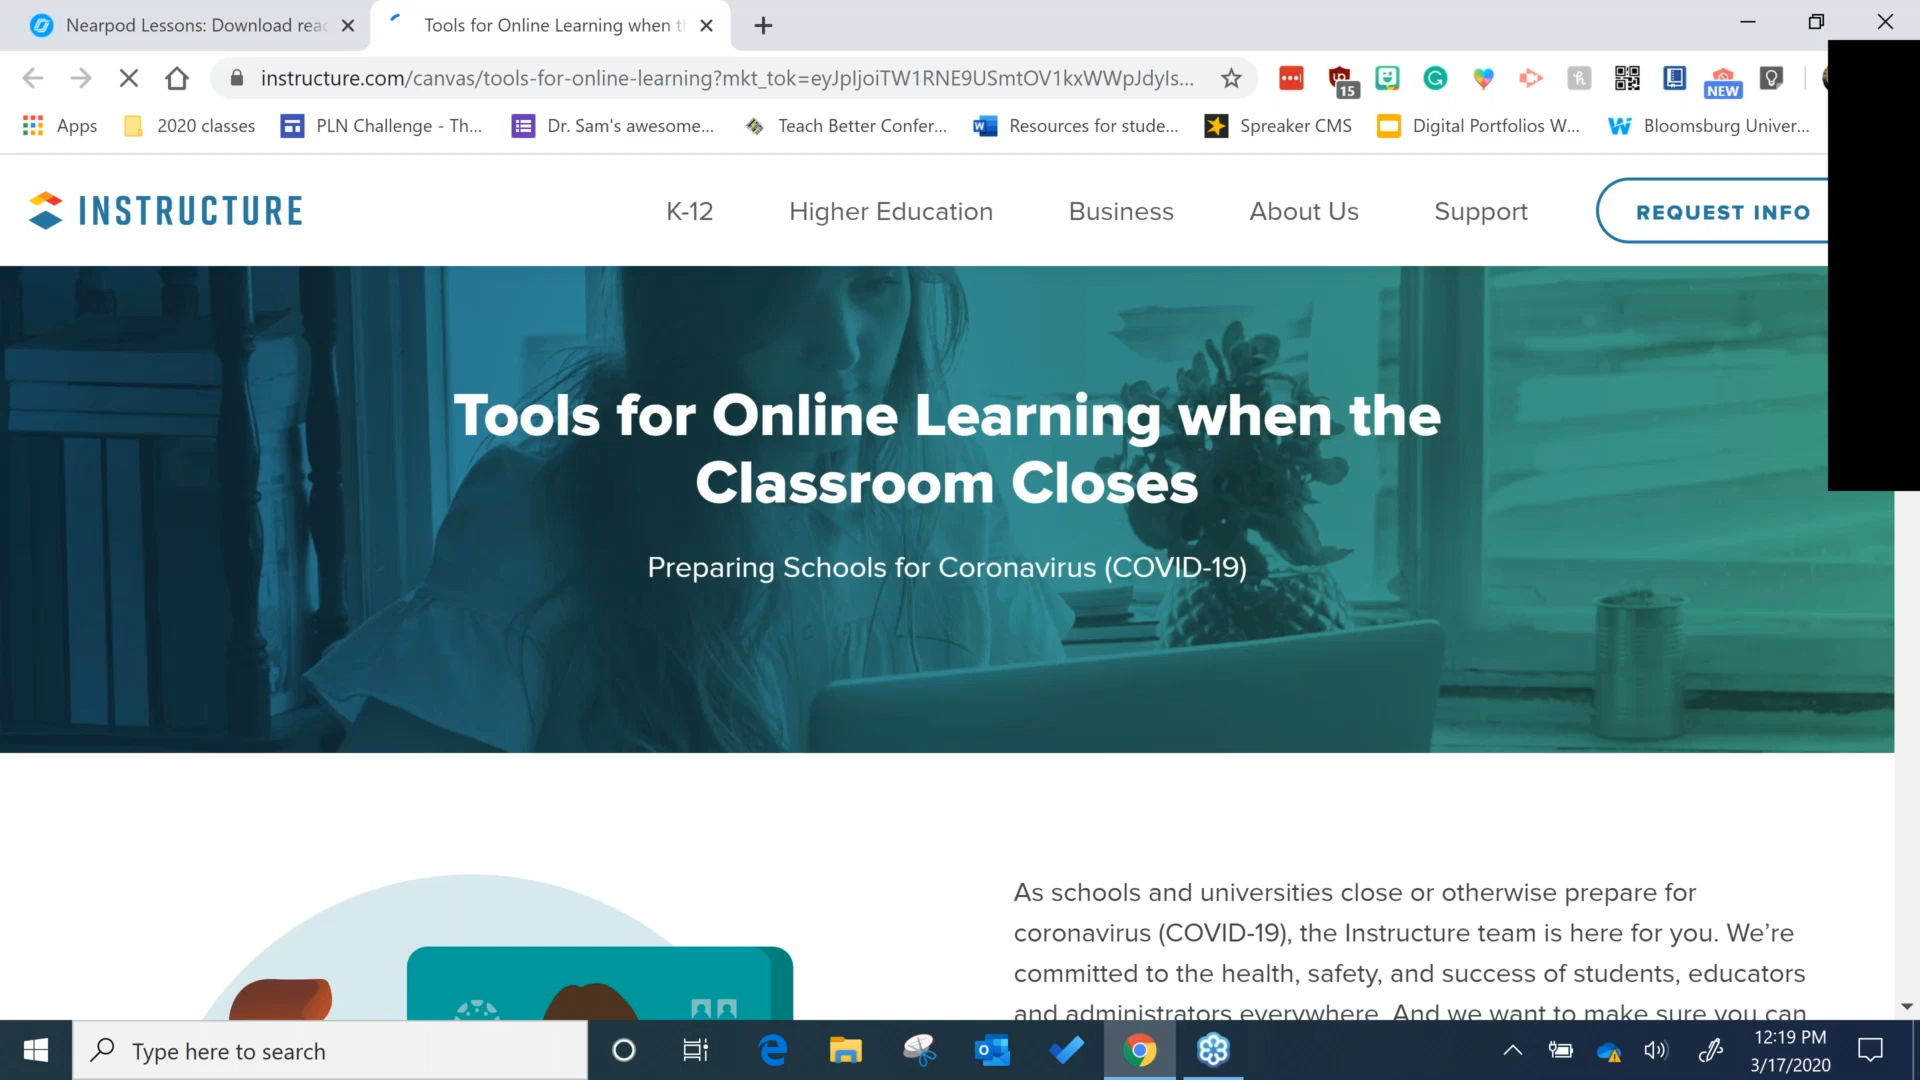 Nearpod Lessons: Download rea
Tools for Online Learning when t
instructure.com/canvas/tools-for-online-learning?mkt_tok=eyJpIjoiTW1RNE9USmtOV1kxWWpJdyIs...
15
NEW
Apps
2020 classes
PLN Challenge - Th...
Dr. Sam's awesome...
Teach Better Confer...
Resources for stude...
Spreaker CMS
Digital Portfolios W...
Bloomsburg Univer...
INSTRUCTURE
K-12
Higher Education
Business
About Us
Support
REQUEST INFO
Tools for Online Learning when the
Classroom Closes
Preparing Schools for Coronavirus (COVID-19)
As schools and universities close or otherwise prepare for
coronavirus (COVID-19), the Instructure team is here for you. We’re
committed to the health, safety, and success of students, educators
and administrators everywhere. And we want to make sure you can
Type here to search
12:19 PM
3/17/2020